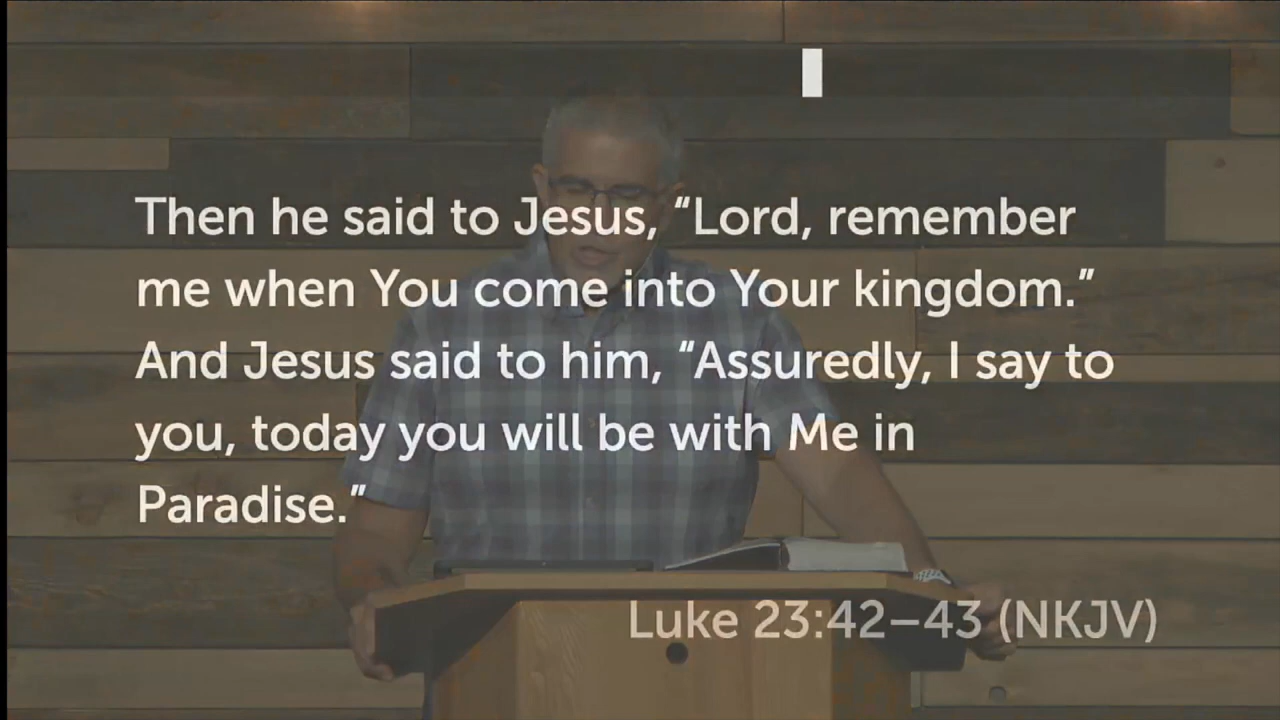 Then he said to Jesus, “Lord, remember
me when You come into Your kingdom.”
And Jesus said to him, “Assuredly, I say to
you, today you will be with Me in
Paradise.”
Luke 23:42–43 (NKJV)